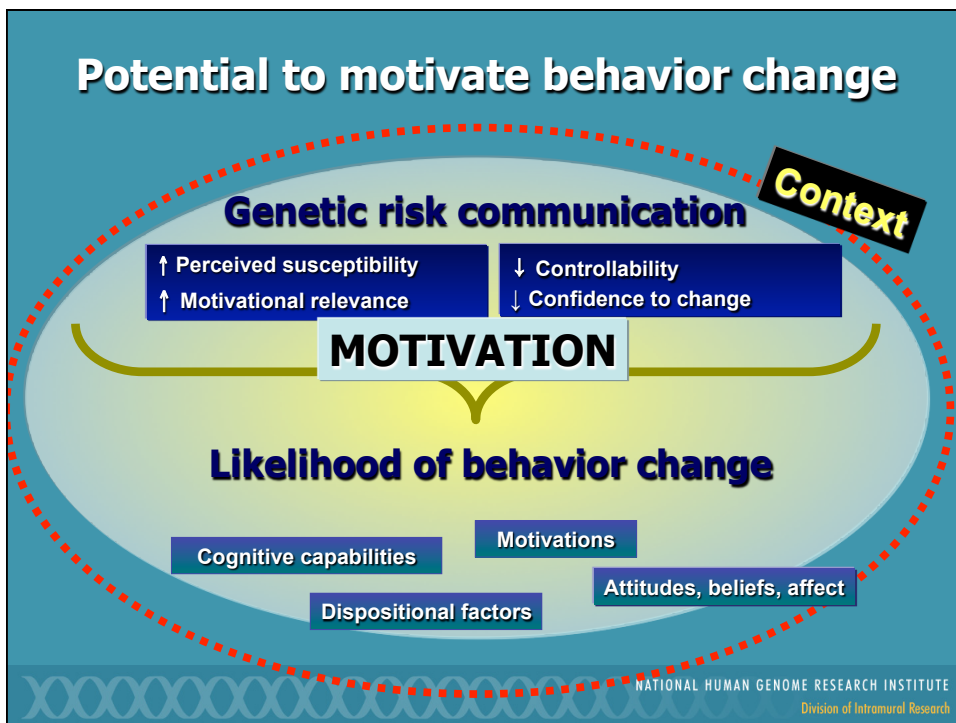 Potential to motivate behavior change
Context
Genetic risk communication
↑ Perceived susceptibility
↑ Motivational relevance
↓ Controllability
↓ Confidence to change
MOTIVATION
Likelihood of behavior change
Cognitive capabilities
Motivations
Dispositional factors
Attitudes, beliefs, affect
NATIONAL HUMAN GENOME RESEARCH INSTITUTE
Division of Intramural Research